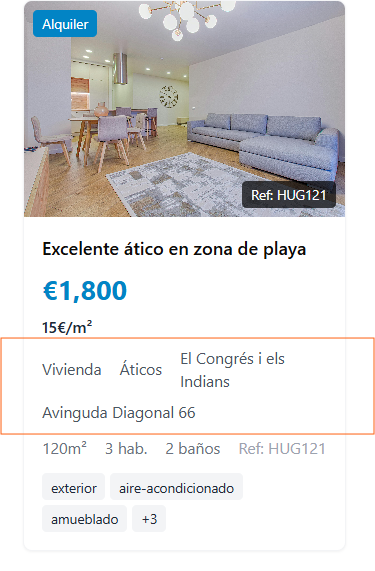 Alquiler
Ref: HUG121
Excelente ático en zona de playa
€1,800
15€/m²
Vivienda Áticos El Congrés i els
Indians
Avinguda Diagonal 66
120m² 3 hab. 2 baños Ref: HUG121
exterior aire-acondicionado
amueblado +3